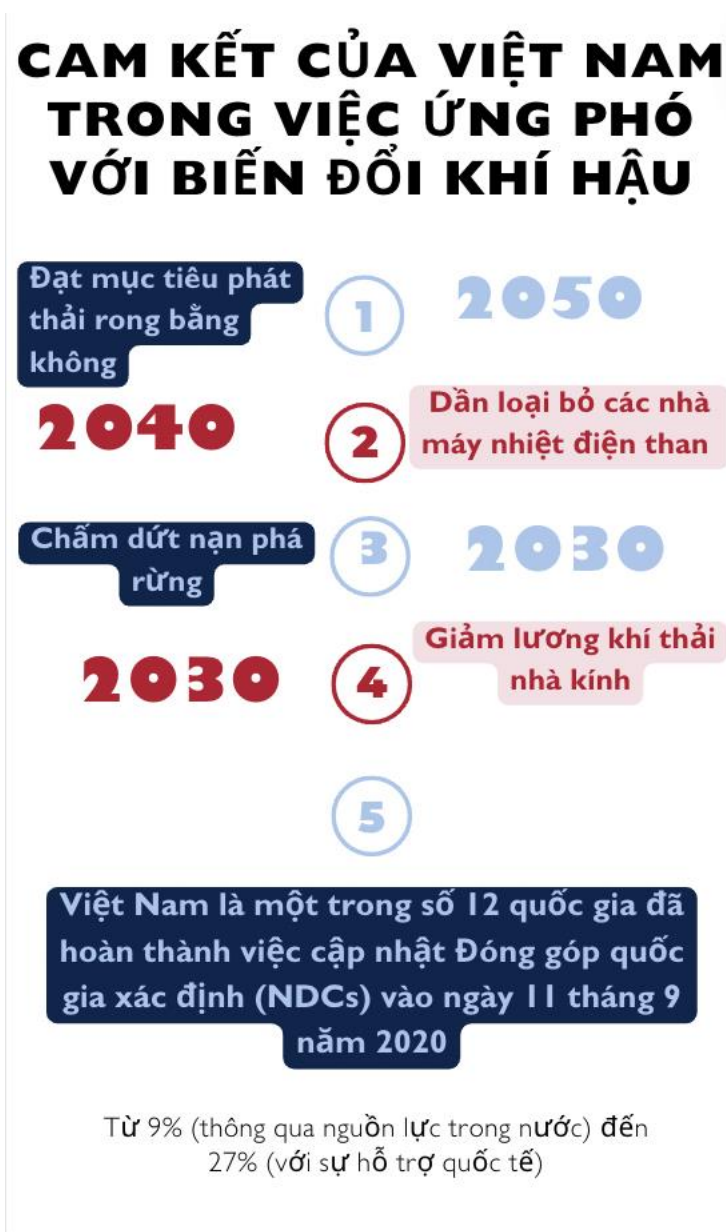 CAM KẾT CỦA VIỆT NAM
TRONG VIỆC ỨNG PHÓ
VỚI BIẾN ĐỔI KHÍ HẬU
Đạt mục tiêu phát
thải rong bằng
không
1
2050
2040
2
Dần loại bỏ các nhà
máy nhiệt điện than
Chấm dứt nạn phá
rừng
3
2030
2030
4
Giảm lương khí thải
nhà kính
5
Việt Nam là một trong số 12 quốc gia đã
hoàn thành việc cập nhật Đóng góp quốc
gia xác định (NDCs) vào ngày 11 tháng 9
năm 2020
Từ 9% (thông qua nguồn lực trong nước) đến
27% (với sự hỗ trợ quốc tế)